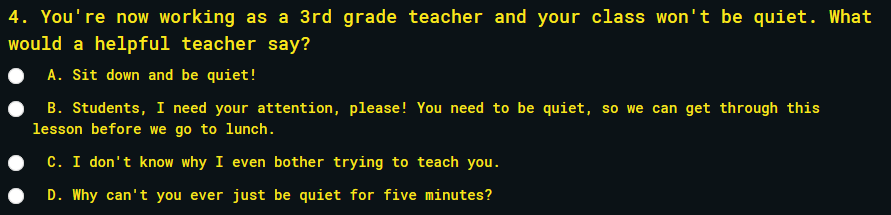 4. You're now working as a 3rd grade teacher and your class won't be quiet. What
would a helpful teacher say?
A. Sit down and be quiet!
B. Students, I need your attention, please! You need to be quiet, so we can get through this
lesson before we go to lunch.
C. I don't know why I even bother trying to teach you.
D. Why can't you ever just be quiet for five minutes?